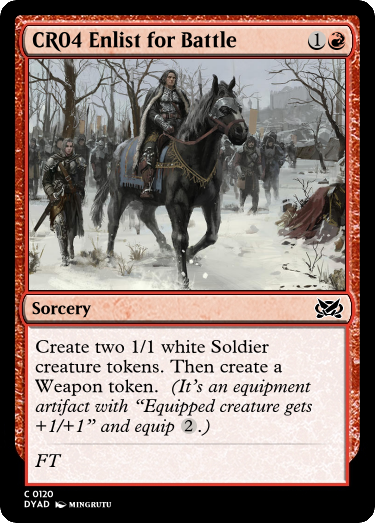 CR04 Enlist for Battle 1
Sorcery
Create two 1/1 white Soldier
creature tokens. Then create a
Weapon token. (It's an equipment
artifact with “Equipped creature gets
+1/+1” and equip 2.)
FT
C 0120
DYAD MINGRUTU